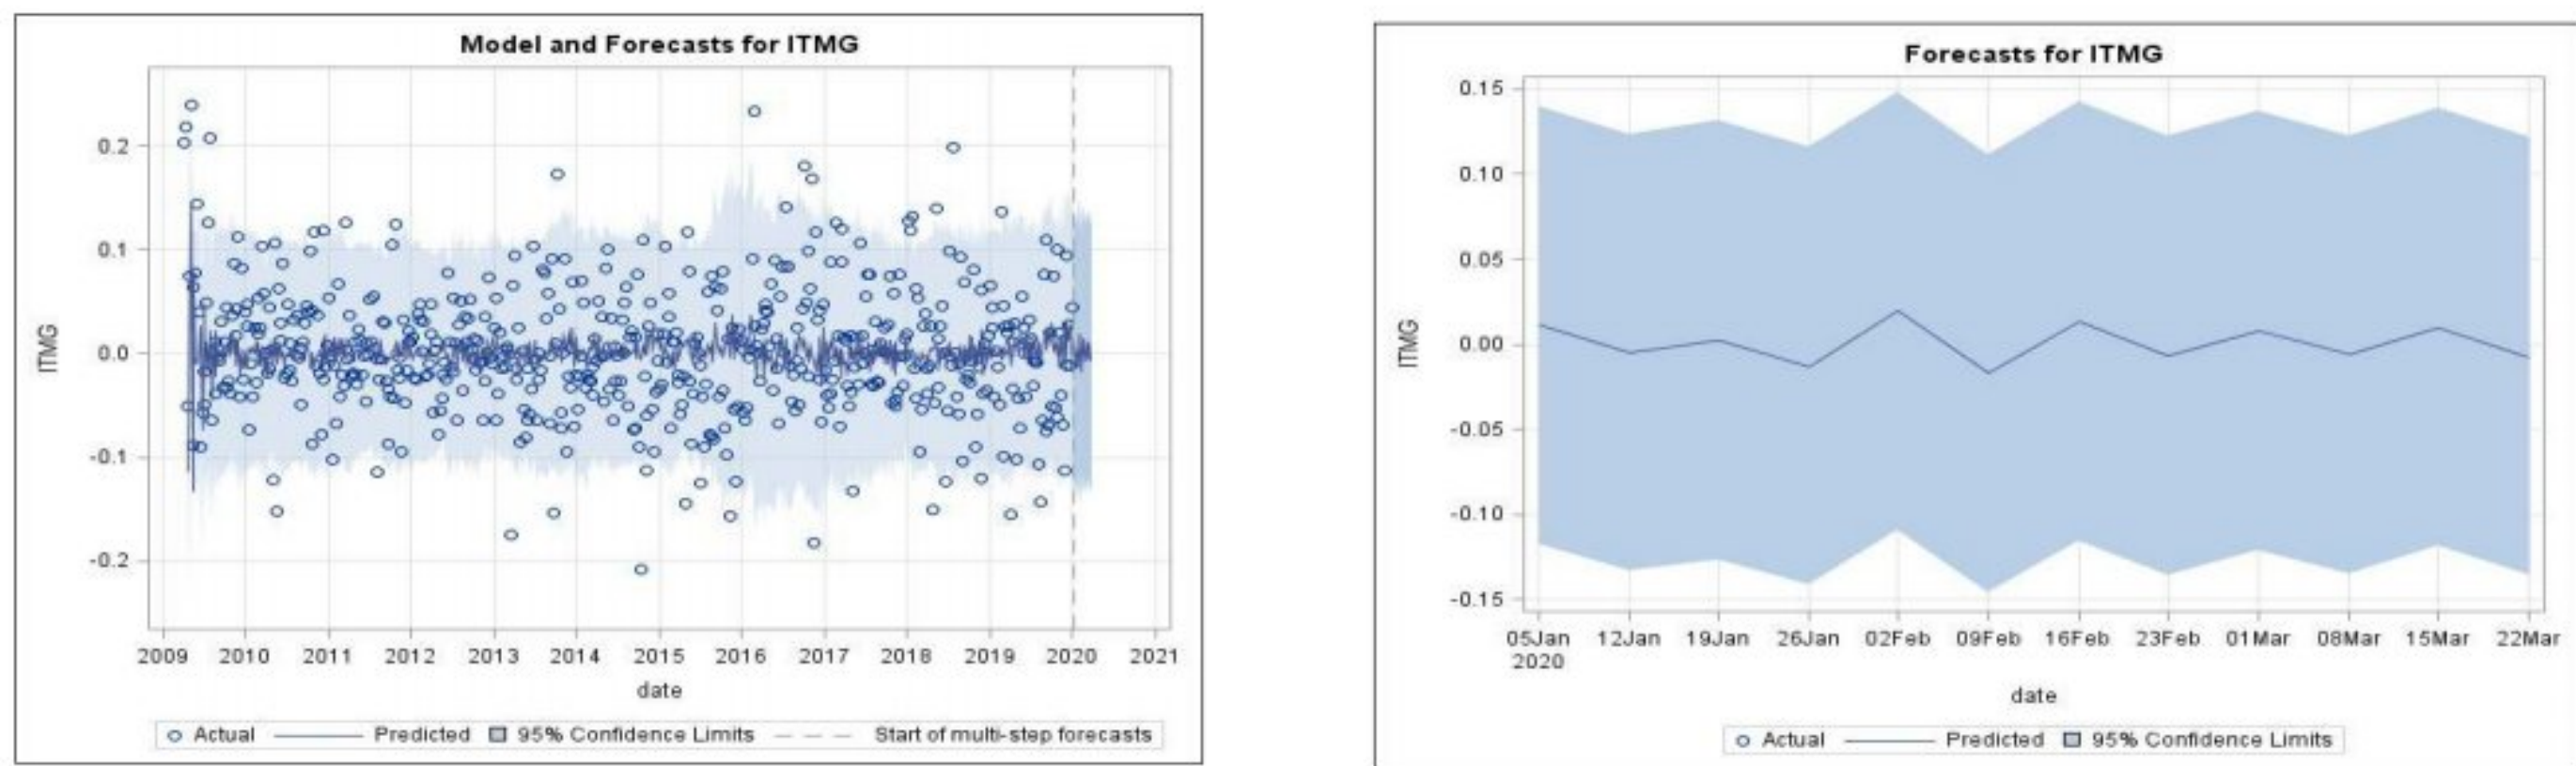 Model and Forecasts for ITMG
0.2
0.1
0.0
-0.1
-0.2
ITMG
2009 2010 2011 2012 2013 2014 2015 2016 2017 2018 2019 2020 2021
date
Actual Predicted 95% Confidence Limits Start of multi-step forecasts
Forecasts for ITMG
0.15
0.10
0.05
0.00
-0.05
-0.10
-0.15
ITMG
05Jan 12Jan 19Jan 26Jan 02Feb 09Feb 16Feb 23Feb 01Mar 08Mar 15Mar 22Mar
2020
date
Actual Predicted 95% Confidence Limits